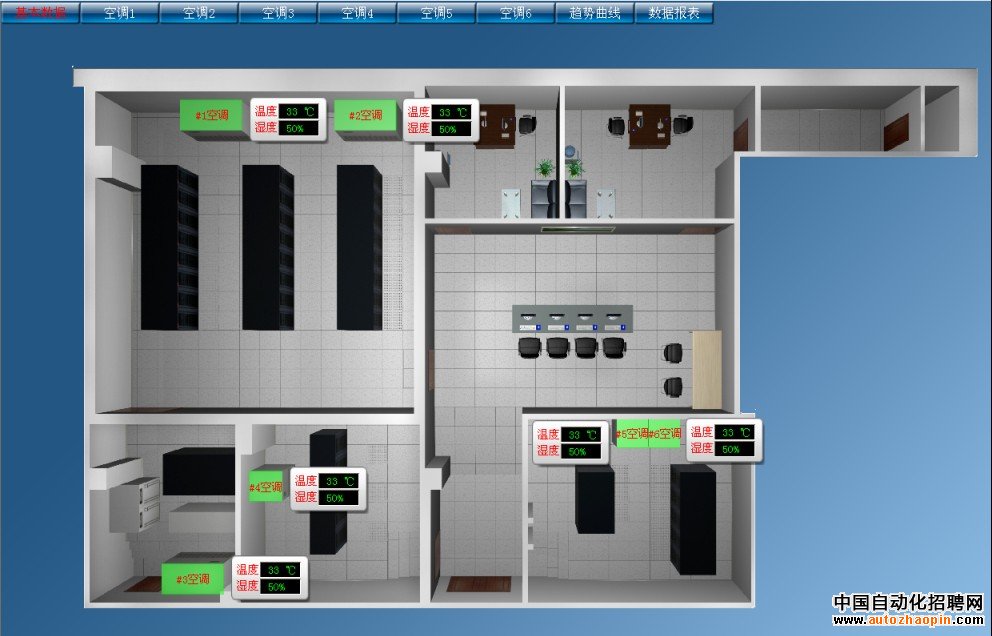 基本数据 空调1 空调2 空调3 空调4 空调5 空调6 趋势曲线 数据报表
#1空调
温度 33 ℃
湿度 50%
#2空调
温度 33 ℃
湿度 50%
温度 33 ℃
湿度 50%
#5空调 #6空调
温度 33 ℃
湿度 50%
#4空调
温度 33 ℃
湿度 50%
#3空调
温度 33 ℃
湿度 50%
中国自动化招聘网
www.autozhaopin.com